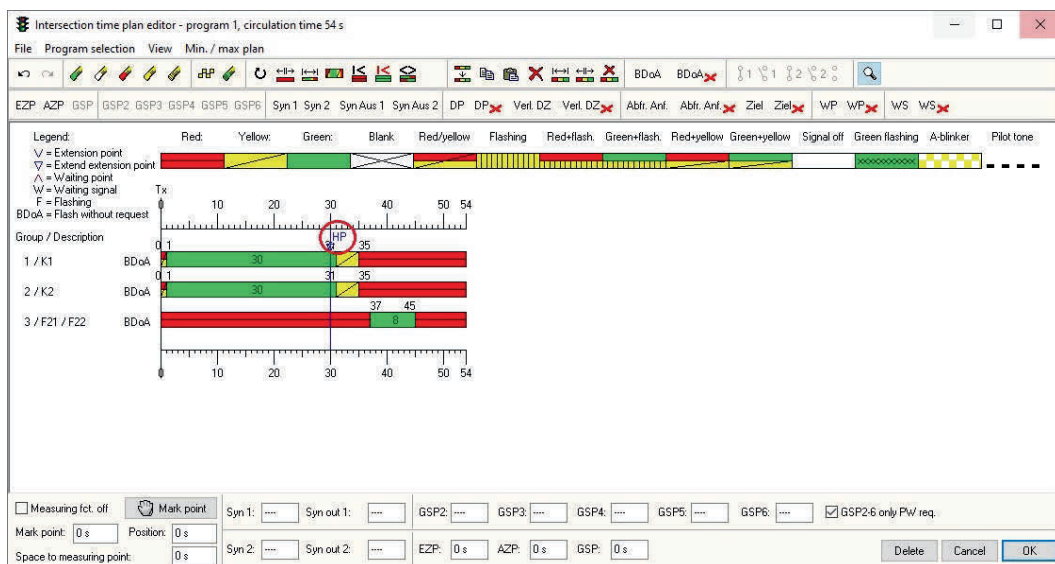 Intersection time plan editor - program 1, circulation time 54 s
File Program selection View Min. / max plan
BDoA BDoA 1 1 2 2
EZP AZP GSP GSP2 GSP3 GSP4 GSP5 GSP6 Syn 1 Syn 2 Syn Aus 1 Syn Aus 2 DP DP Verl. DZ Verl. DZ Abfr. Anf. Abfr. Anf. Ziel Ziel WP WP WS WS
Legend: Red: Yellow: Green: Blank Red/yellow Flashing Red+flash. Green+flash. Red+yellow Green+yellow Signal off Green flashing A-blinker Pilot tone
V = Extension point
∇ = Extend extension point
Λ = Waiting point
W = Waiting signal Tx
F = Flashing 0 10 20 30 40 50 54
BDoA = Flash without request
Group / Description HP
0 1 35
1 / K1 BDoA 30
0 1 31 35
2 / K2 BDoA 30
37 45
3 / F21 / F22 BDoA 8
0 10 20 30 40 50 54
Measuring fct. off Mark point Syn 1: ---- Syn out 1: ---- GSP2: ---- GSP3: ---- GSP4: ---- GSP5: ---- GSP6: ---- GSP2-6 only PW req.
Mark point: 0 s Position: 0 s
Space to measuring point: 0 s Syn 2: ---- Syn out 2: ---- EZP: 0 s AZP: 0 s GSP: 0 s Delete Cancel OK